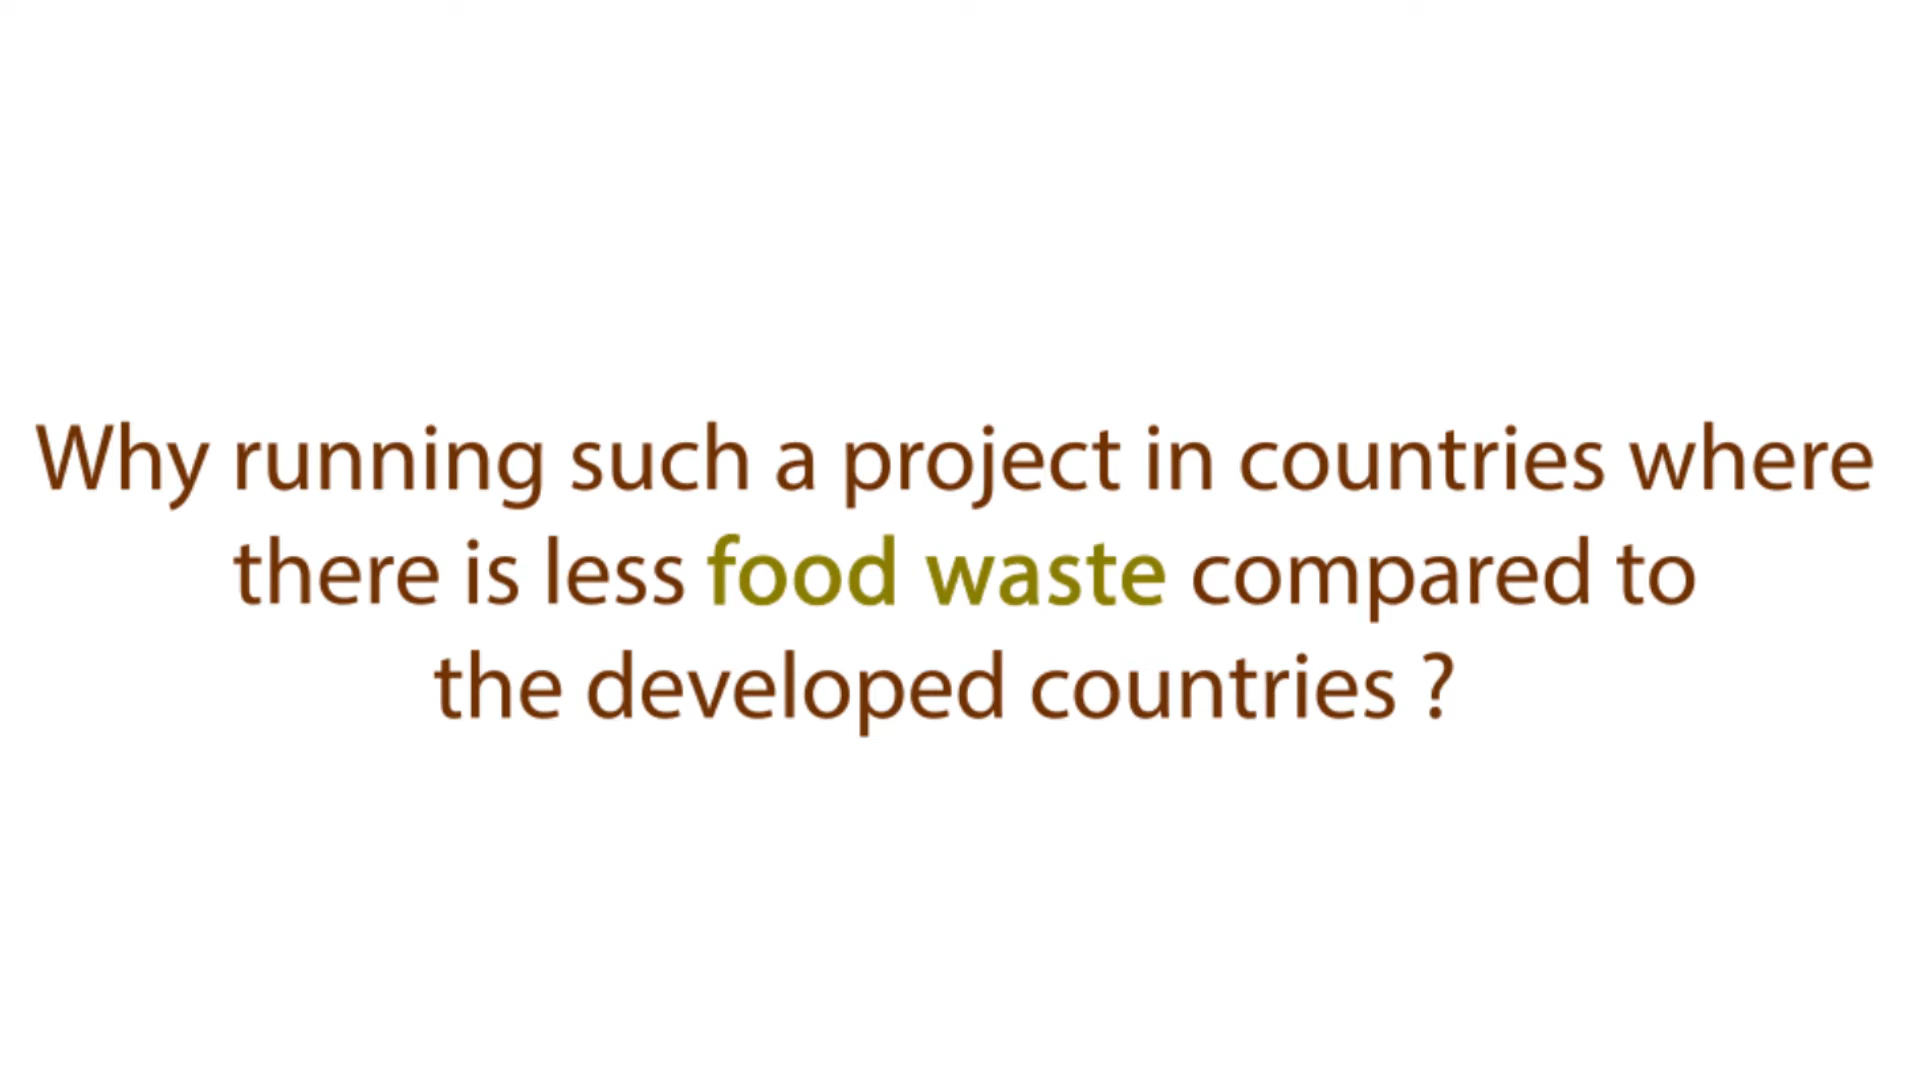 Why running such a project in countries where
there is less food waste compared to
the developed countries ?